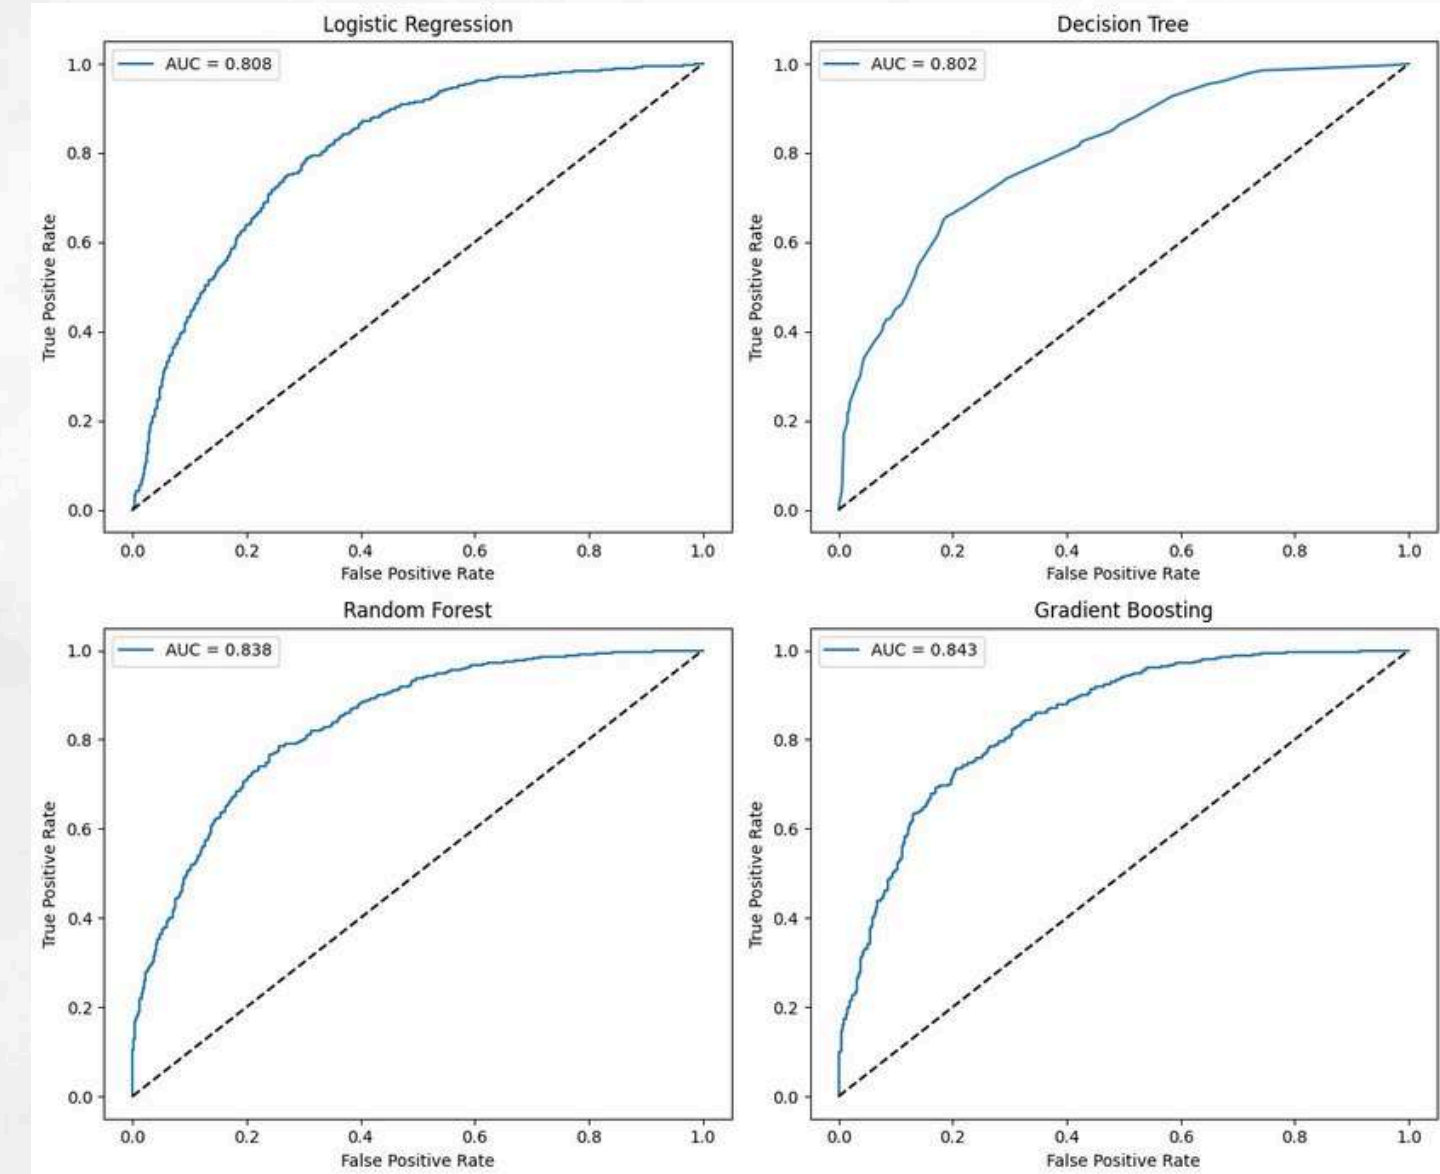 Logistic Regression
AUC = 0.808
1.0
0.8
0.6
0.4
0.2
0.0
True Positive Rate
0.0 0.2 0.4 0.6 0.8 1.0
False Positive Rate
Decision Tree
AUC = 0.802
1.0
0.8
0.6
0.4
0.2
0.0
True Positive Rate
0.0 0.2 0.4 0.6 0.8 1.0
False Positive Rate
Random Forest
AUC = 0.838
1.0
0.8
0.6
0.4
0.2
0.0
True Positive Rate
0.0 0.2 0.4 0.6 0.8 1.0
False Positive Rate
Gradient Boosting
AUC = 0.843
1.0
0.8
0.6
0.4
0.2
0.0
True Positive Rate
0.0 0.2 0.4 0.6 0.8 1.0
False Positive Rate